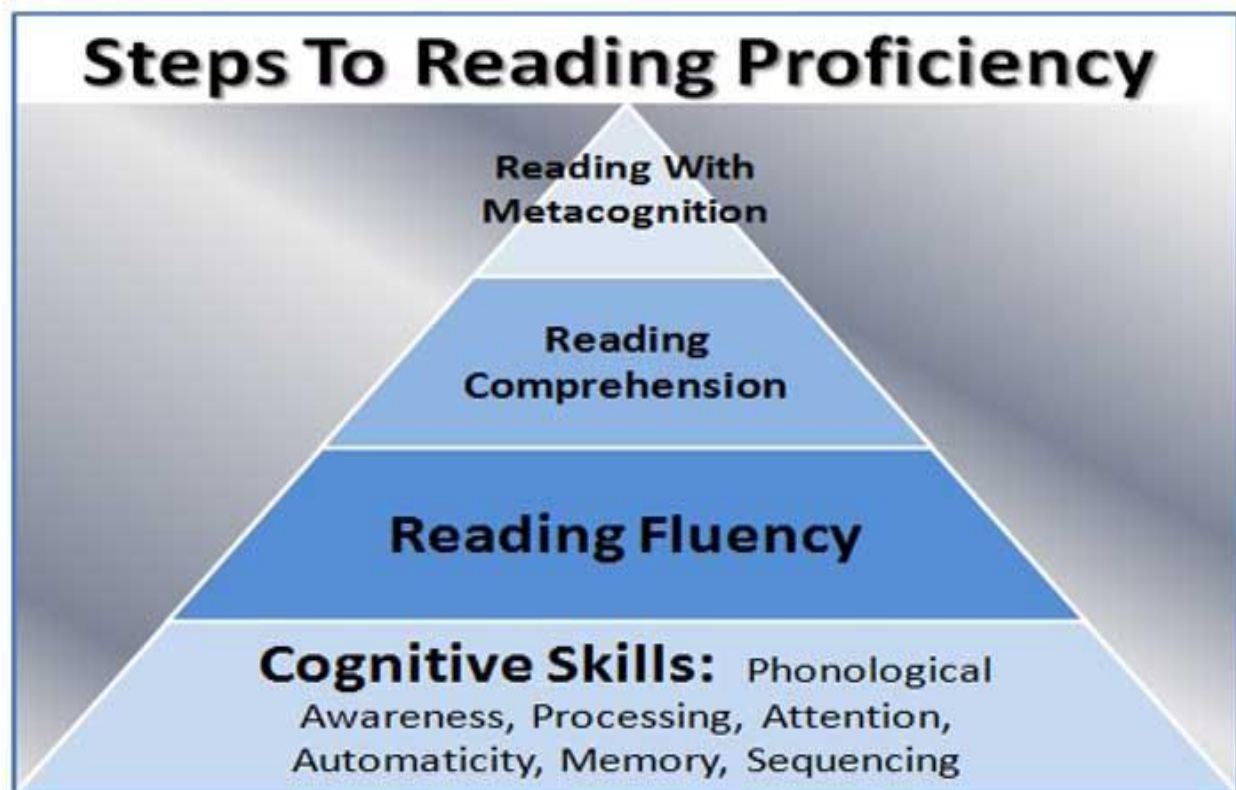 Steps To Reading Proficiency
Reading With
Metacognition
Reading
Comprehension
Reading Fluency
Cognitive Skills: Phonological
Awareness, Processing, Attention,
Automaticity, Memory, Sequencing